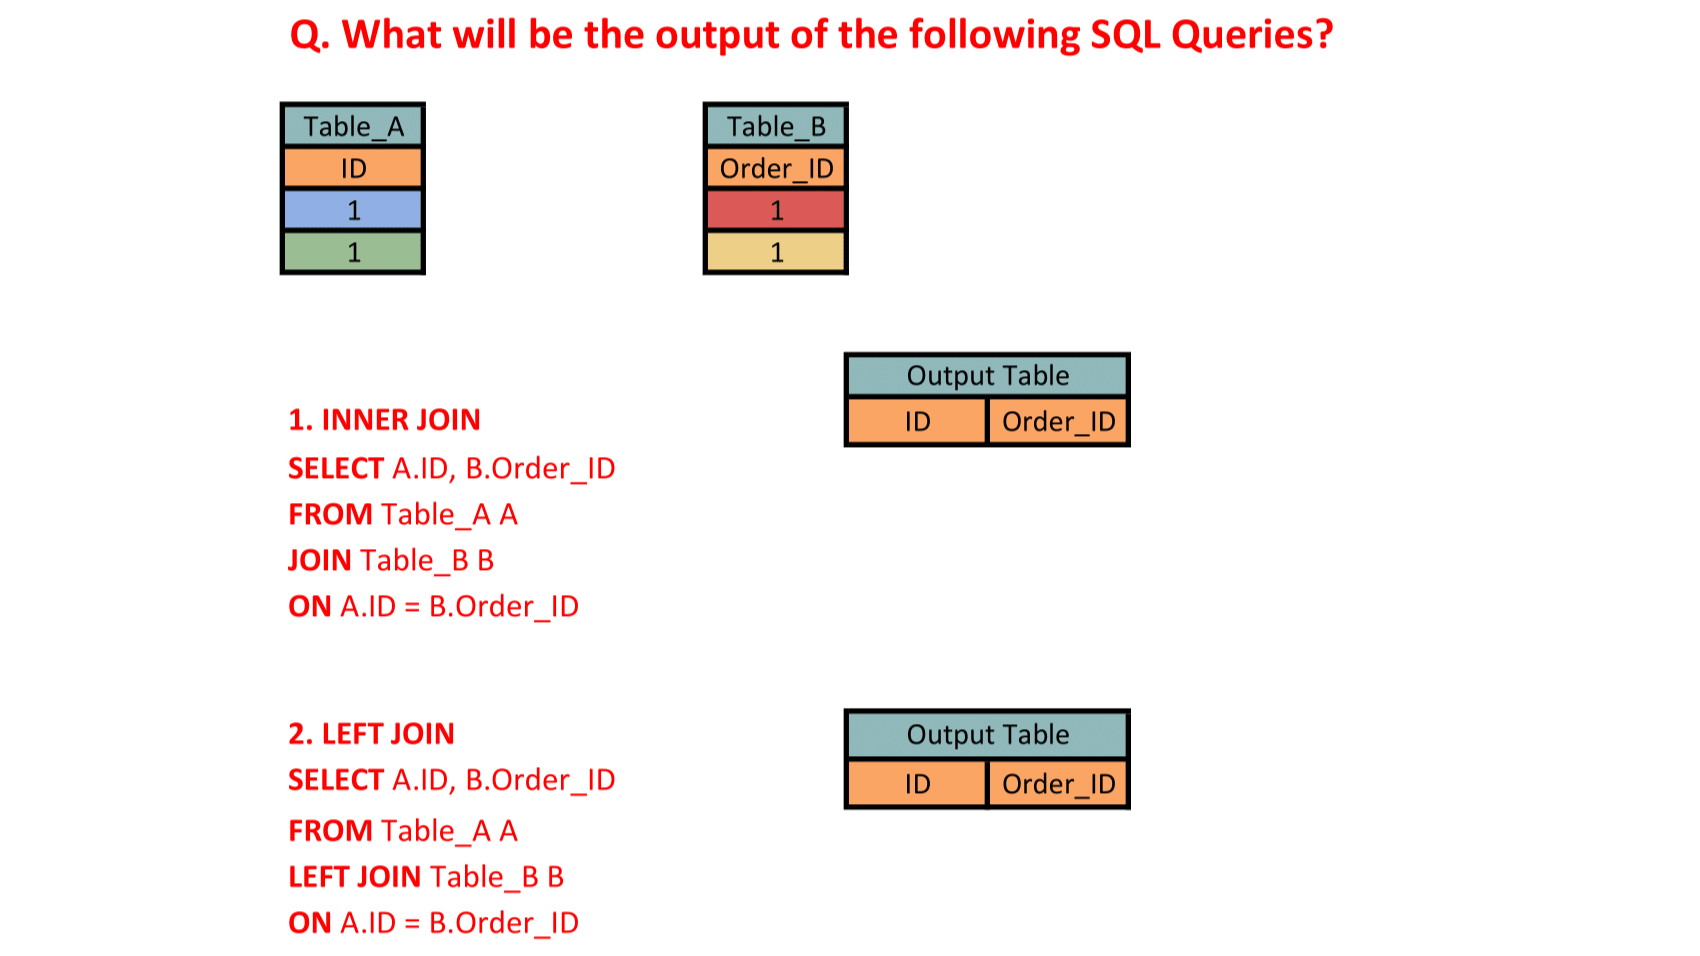 Q. What will be the output of the following SQL Queries?
Table_A
ID
1
1
Table_B
Order_ID
1
1
1. INNER JOIN
SELECT A.ID, B.Order_ID
FROM Table_A A
JOIN Table_B B
ON A.ID = B.Order_ID
Output Table
ID Order_ID
2. LEFT JOIN
SELECT A.ID, B.Order_ID
FROM Table_A A
LEFT JOIN Table_B B
ON A.ID = B.Order_ID
Output Table
ID Order_ID